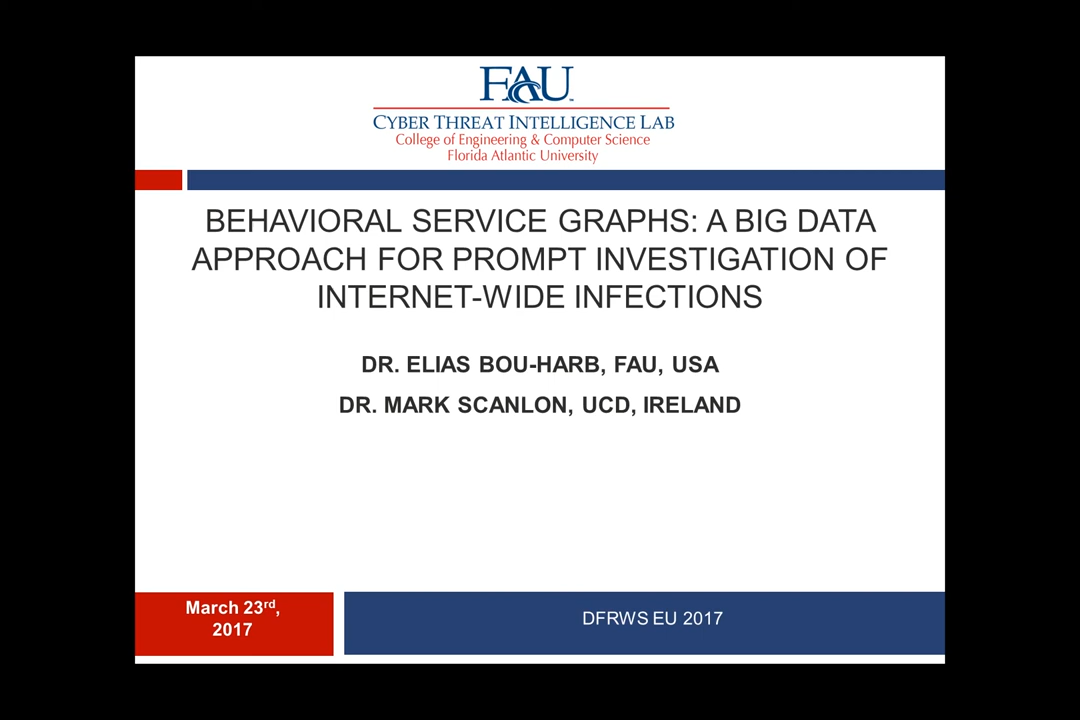 FAU
CYBER THREAT INTELLIGENCE LAB
College of Engineering & Computer Science
Florida Atlantic University
BEHAVIORAL SERVICE GRAPHS: A BIG DATA
APPROACH FOR PROMPT INVESTIGATION OF
INTERNET-WIDE INFECTIONS
DR. ELIAS BOU-HARB, FAU, USA
DR. MARK SCANLON, UCD, IRELAND
March 23rd,
2017
DFRWS EU 2017